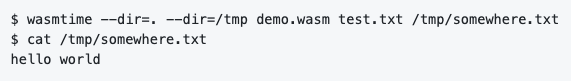 $ wasmtime --dir=. --dir=/tmp demo.wasm test.txt /tmp/somewhere.txt
$ cat /tmp/somewhere.txt
hello world